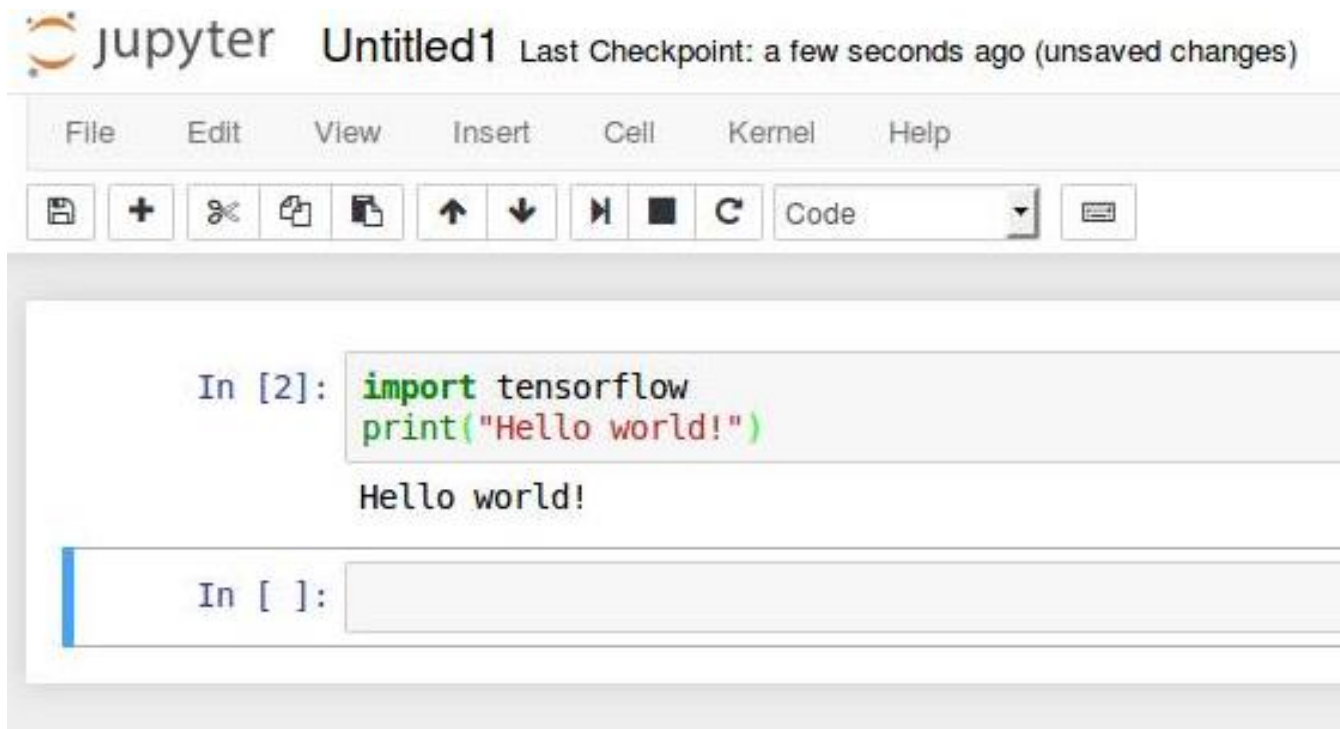 jupyter Untitled1 Last Checkpoint: a few seconds ago (unsaved changes)
File Edit View Insert Cell Kernel Help
Code
In [2]: import tensorflow
print("Hello world!")
Hello world!
In [ ]: